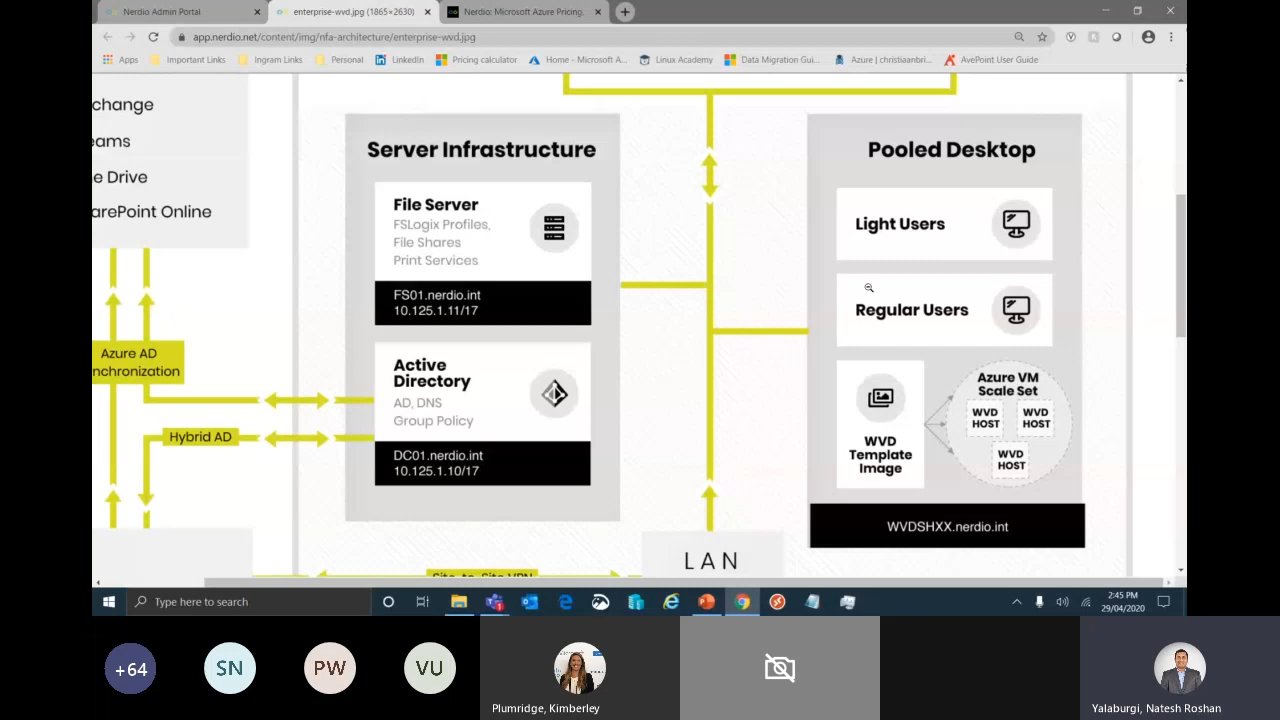 Nerdio Admin Portal
enterprise-wvd.jpg (1865×2630)
Nerdio: Microsoft Azure Pricing.
app.nerdio.net/content/img/nfa-architecture/enterprise-wvd.jpg
Apps
Important Links
Ingram Links
Personal
LinkedIn
Pricing calculator
Home - Microsoft A...
Linux Academy
Data Migration Gui...
Azure | christiaanbri...
AvePoint User Guide
change
eams
e Drive
arePoint Online
Azure AD
nchronization
Hybrid AD
Server Infrastructure
File Server
FSLogix Profiles,
File Shares
Print Services
FS01.nerdio.int
10.125.1.11/17
Active
Directory
AD, DNS
Group Policy
DC01.nerdio.int
10.125.1.10/17
Pooled Desktop
Light Users
Regular Users
WVD
Template
Image
Azure VM
Scale Set
WVD
HOST
WVD
HOST
WVD
HOST
WVDSHXX.nerdio.int
LAN
Site-to-Site VPN
Type here to search
2:45 PM
29/04/2020
+64
SN
PW
VU
Plumridge, Kimberley
Yalaburgi, Natesh Roshan